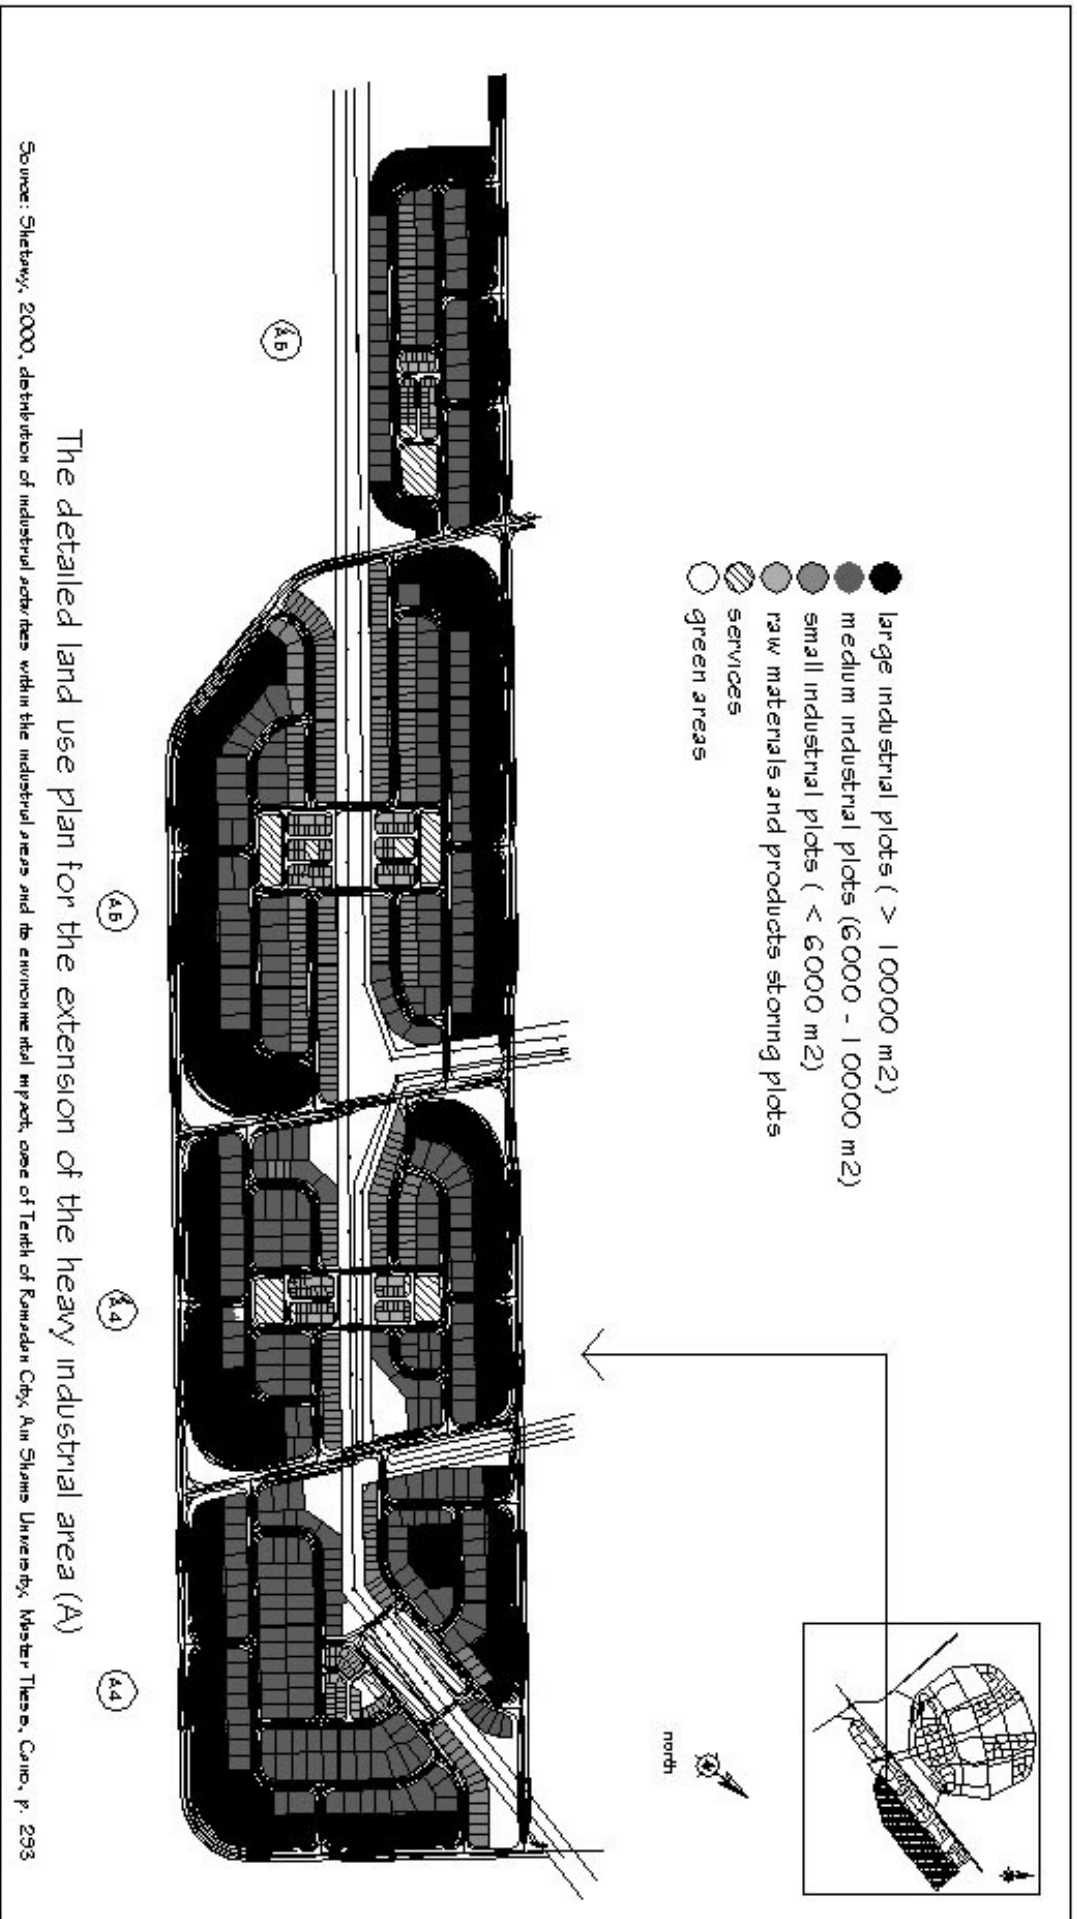 large industrial plots ( > 10000 m2)
medium industrial plots (6000 - 10000 m2)
small industrial plots ( < 6000 m2)
raw materials and products storing plots
services
green areas
north
A5
A5
A4
A4
The detailed land use plan for the extension of the heavy industrial area (A)
Source: Shetawy, 2000, detribution of industrial activities within the industrial areas and its environmental impact, case of Tenth of Ramadan City, Ain Shams University, Master Thesis, Cairo, p. 293